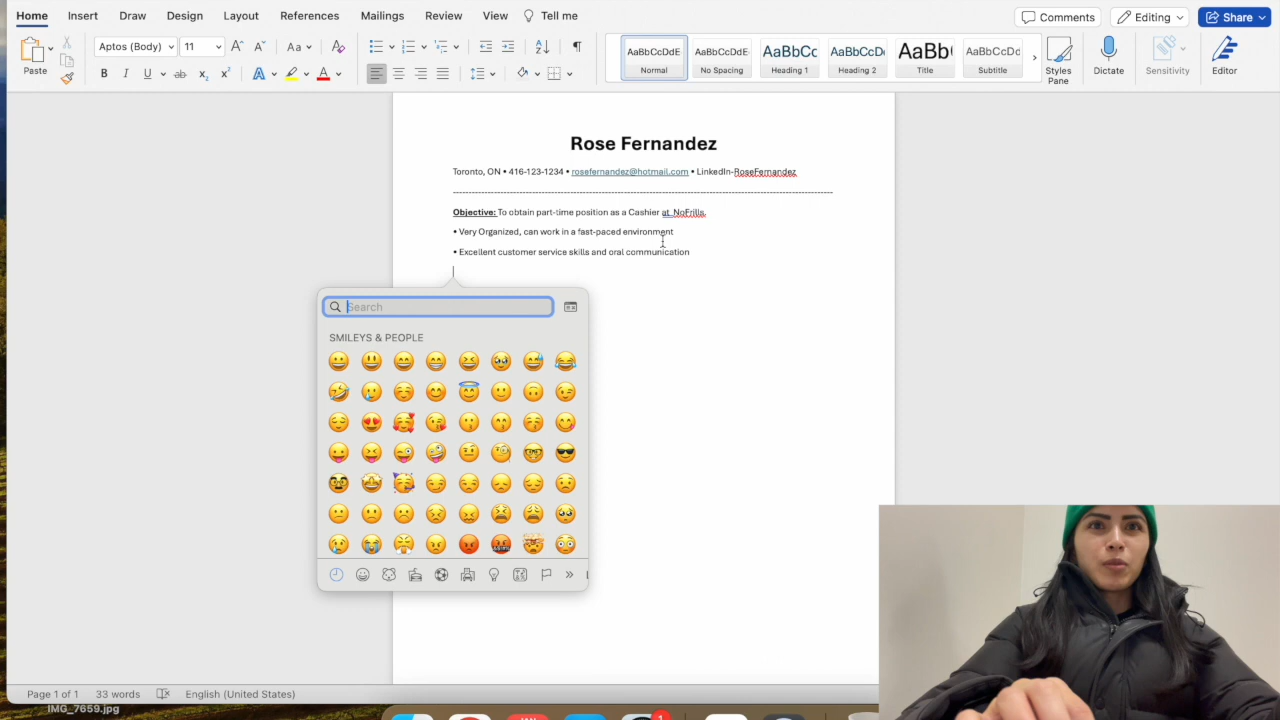 Home Insert Draw Design Layout References Mailings Review View Tell me Comments Editing Share
Aptos (Body) 11 Aa
Paste
AaBbCcDdE AaBbCcDdE AaBbCc AaBbCcD AaBb AaBbCcDd
Normal No Spacing Heading 1 Heading 2 Title Subtitle
Styles Pane
Dictate Sensitivity Editor
Rose Fernandez
Toronto, ON • 416-123-1234 • rosefernandez@hotmail.com • LinkedIn-RoseFernandez
Objective: To obtain part-time position as a Cashier at NoFrills.
• Very Organized, can work in a fast-paced environment
• Excellent customer service skills and oral communication
Search
SMILEYS & PEOPLE
Page 1 of 1 33 words English (United States)
IMG_7659.jpg